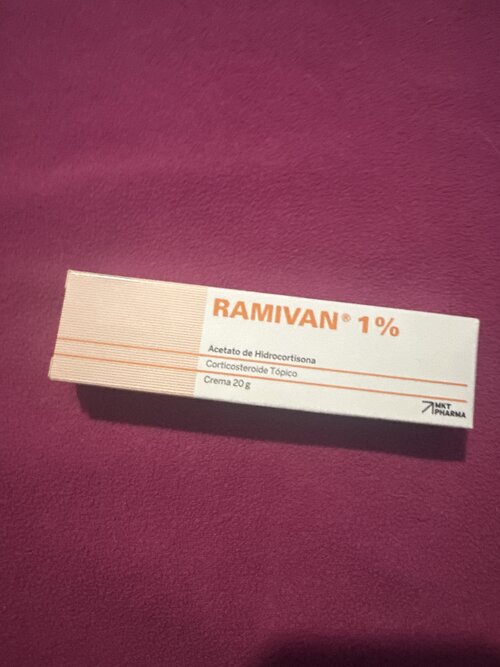 RAMIVAN® 1%
Acetato de Hidrocortisona
Corticosteroide Tópico
Crema 20 g
MKT
PHARMA